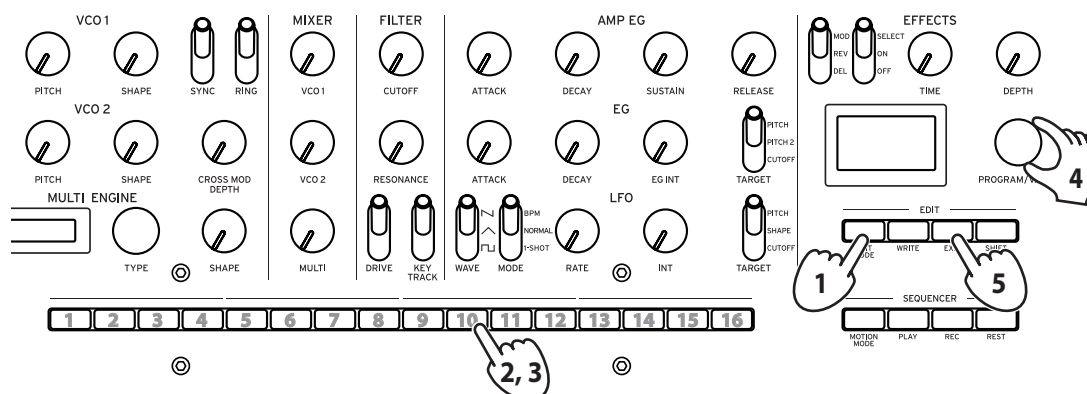 VCO 1 MIXER FILTER AMP EG EFFECTS
MOD SELECT
REV ON
DEL OFF
PITCH SHAPE SYNC RING VCO 1 CUTOFF ATTACK DECAY SUSTAIN RELEASE TIME DEPTH
VCO 2 EG
PITCH
PITCH 2
CUTOFF
PITCH SHAPE CROSS MOD DEPTH VCO 2 RESONANCE ATTACK DECAY EG INT TARGET
4
MULTI ENGINE LFO
BPM
NORMAL
1-SHOT
PITCH
SHAPE
CUTOFF
EDIT
WRITE
TYPE SHAPE MULTI DRIVE KEY TRACK WAVE MODE RATE INT TARGET
1
5
SEQUENCER
1 2 3 4 5 6 7 8 9 10 11 12 13 14 15 16
MOTION MODE PLAY REC REST
2, 3